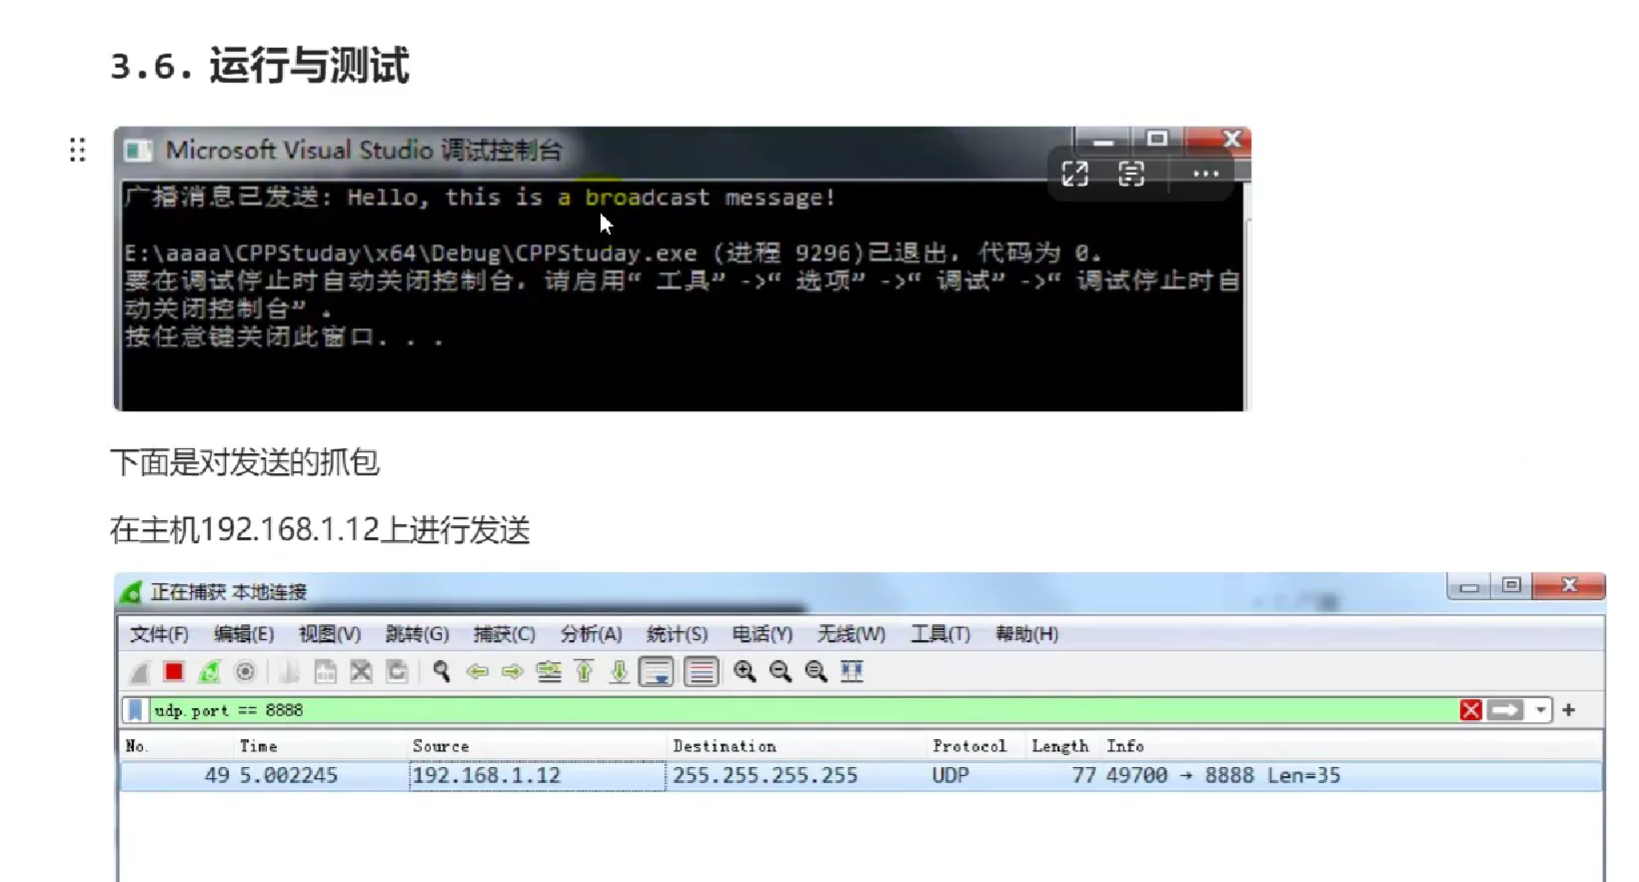 3.6. 运行与测试
Microsoft Visual Studio 调试控制台
广播消息已发送: Hello, this is a broadcast message!
E:\aaaa\CPPStuday\x64\Debug\CPPStuday.exe (进程 9296)已退出，代码为 0。
要在调试停止时自动关闭控制台，请启用“ 工具” ->“ 选项” ->“ 调试” ->“ 调试停止时自
动关闭控制台” .
按任意键关闭此窗口. . .
下面是对发送的抓包
在主机192.168.1.12上进行发送
正在捕获 本地连接
文件(F) 编辑(E) 视图(V) 跳转(G) 捕获(C) 分析(A) 统计(S) 电话(Y) 无线(W) 工具(T) 帮助(H)
udp.port == 8888
No. Time Source Destination Protocol Length Info
49 5.002245 192.168.1.12 255.255.255.255 UDP 77 49700 → 8888 Len=35